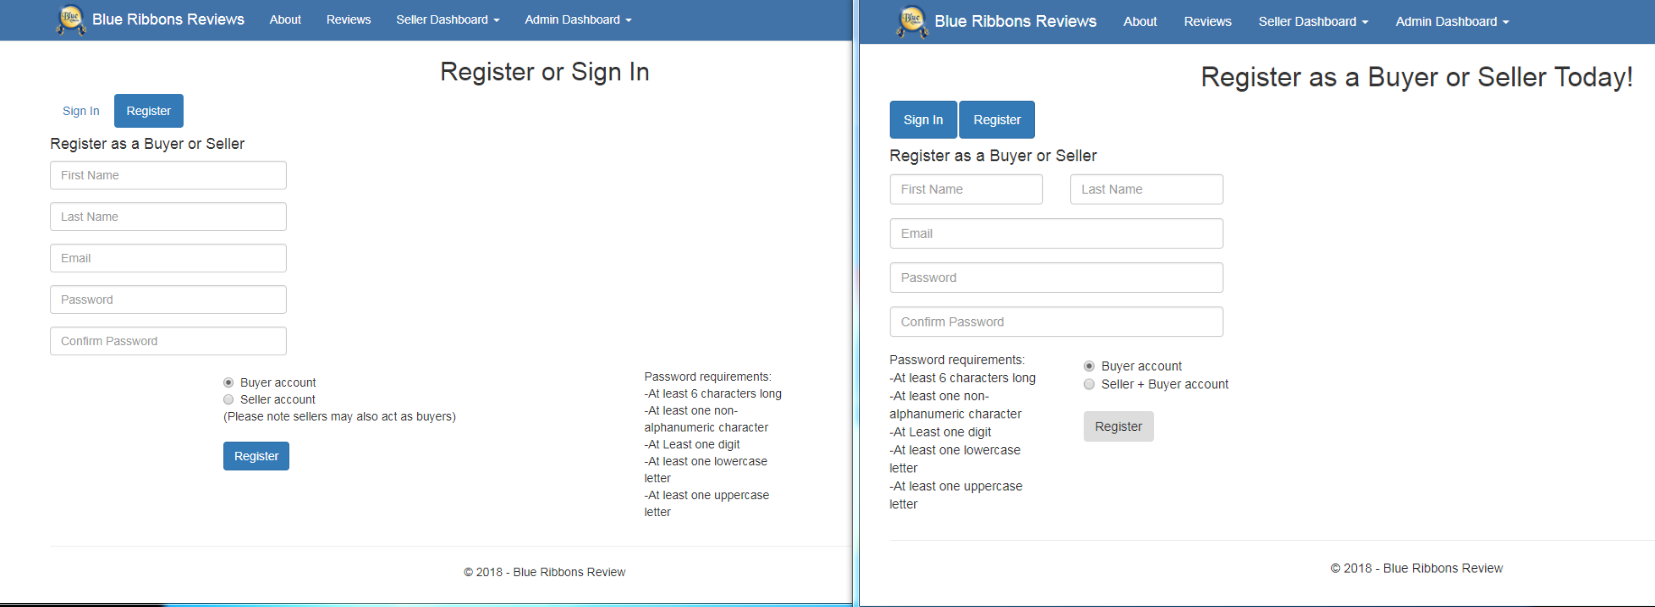 Blue Blue Ribbons Reviews About Reviews Seller Dashboard Admin Dashboard
Register or Sign In
Sign In Register
Register as a Buyer or Seller
First Name
Last Name
Email
Password
Confirm Password
Buyer account
Seller account
(Please note sellers may also act as buyers)
Register
Password requirements:
-At least 6 characters long
-At least one non-
alphanumeric character
-At Least one digit
-At least one lowercase
letter
-At least one uppercase
letter
© 2018 - Blue Ribbons Review
Blue Blue Ribbons Reviews About Reviews Seller Dashboard Admin Dashboard
Register as a Buyer or Seller Today!
Sign In Register
Register as a Buyer or Seller
First Name Last Name
Email
Password
Confirm Password
Password requirements:
-At least 6 characters long
-At least one non-
alphanumeric character
-At Least one digit
-At least one lowercase
letter
-At least one uppercase
letter
Buyer account
Seller + Buyer account
Register
© 2018 - Blue Ribbons Review